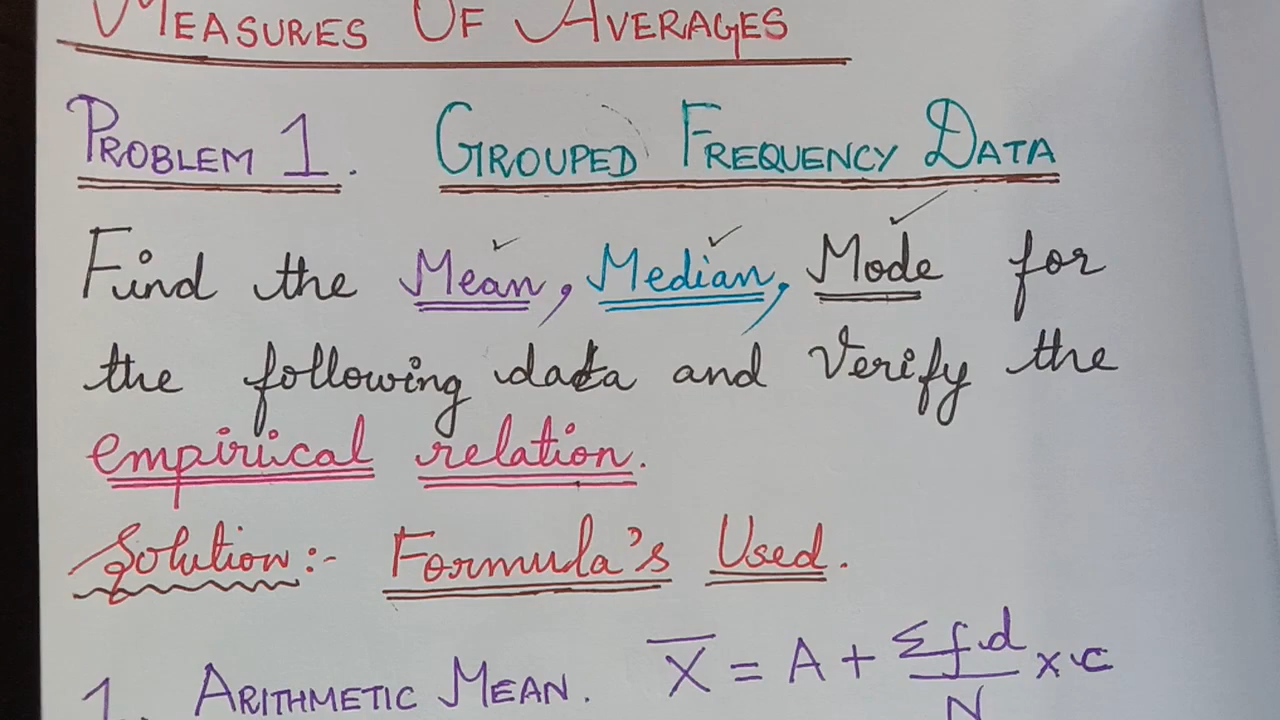 MEASURES OF AVERAGES
PROBLEM 1. GROUPED FREQUENCY DATA
Find the Mean, Median, Mode for
the following data and Verify the
empirical relation.
Solution:- Formula's Used.
1. ARITHMETIC MEAN. X̄ = A + Σf.d / N × c